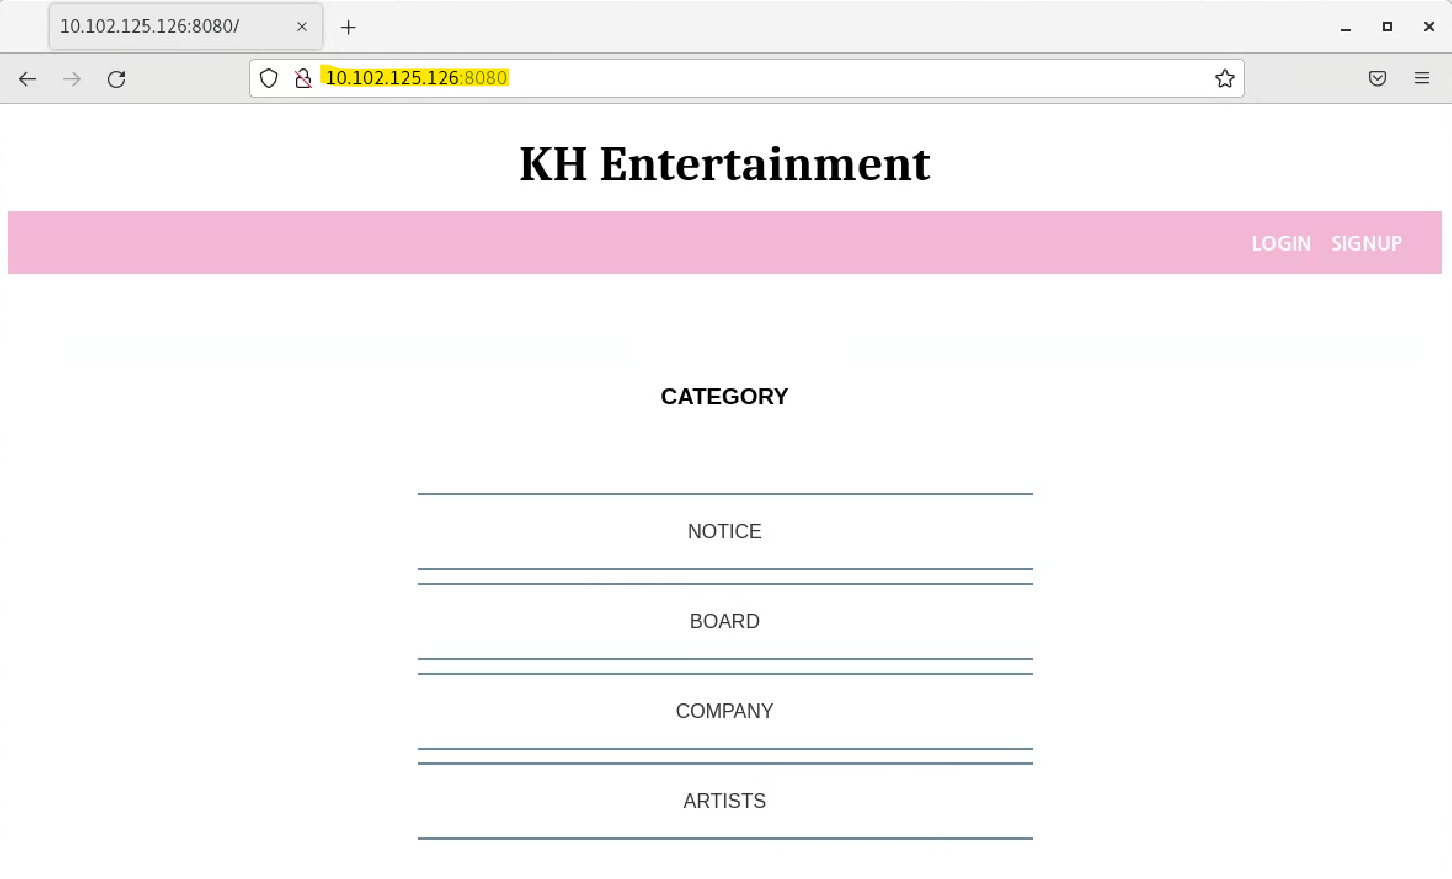 10.102.125.126:8080/
10.102.125.126:8080
KH Entertainment
LOGIN SIGNUP
CATEGORY
NOTICE
BOARD
COMPANY
ARTISTS